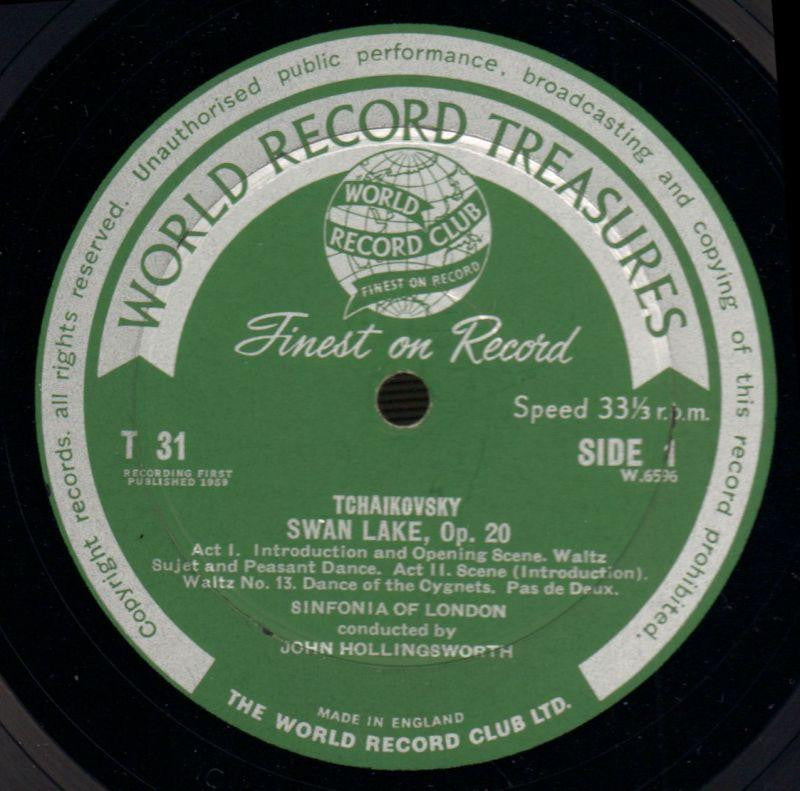 Copyright records. all rights reserved. Unauthorised public performance, broadcasting and copying of this record prohibited.
WORLD RECORD TREASURES
WORLD
RECORD CLUB
FINEST ON RECORD
Finest on Record
Speed 33⅓ r.p.m.
T 31
SIDE 1
RECORDING FIRST
PUBLISHED 1959
TCHAIKOVSKY
SWAN LAKE, Op. 20
Act I. Introduction and Opening Scene. Waltz
Sujet and Peasant Dance. Act II. Scene (Introduction).
Waltz No. 13. Dance of the Cygnets. Pas de Deux.
SINFONIA OF LONDON
conducted by
JOHN HOLLINGSWORTH
MADE IN ENGLAND
THE WORLD RECORD CLUB LTD.